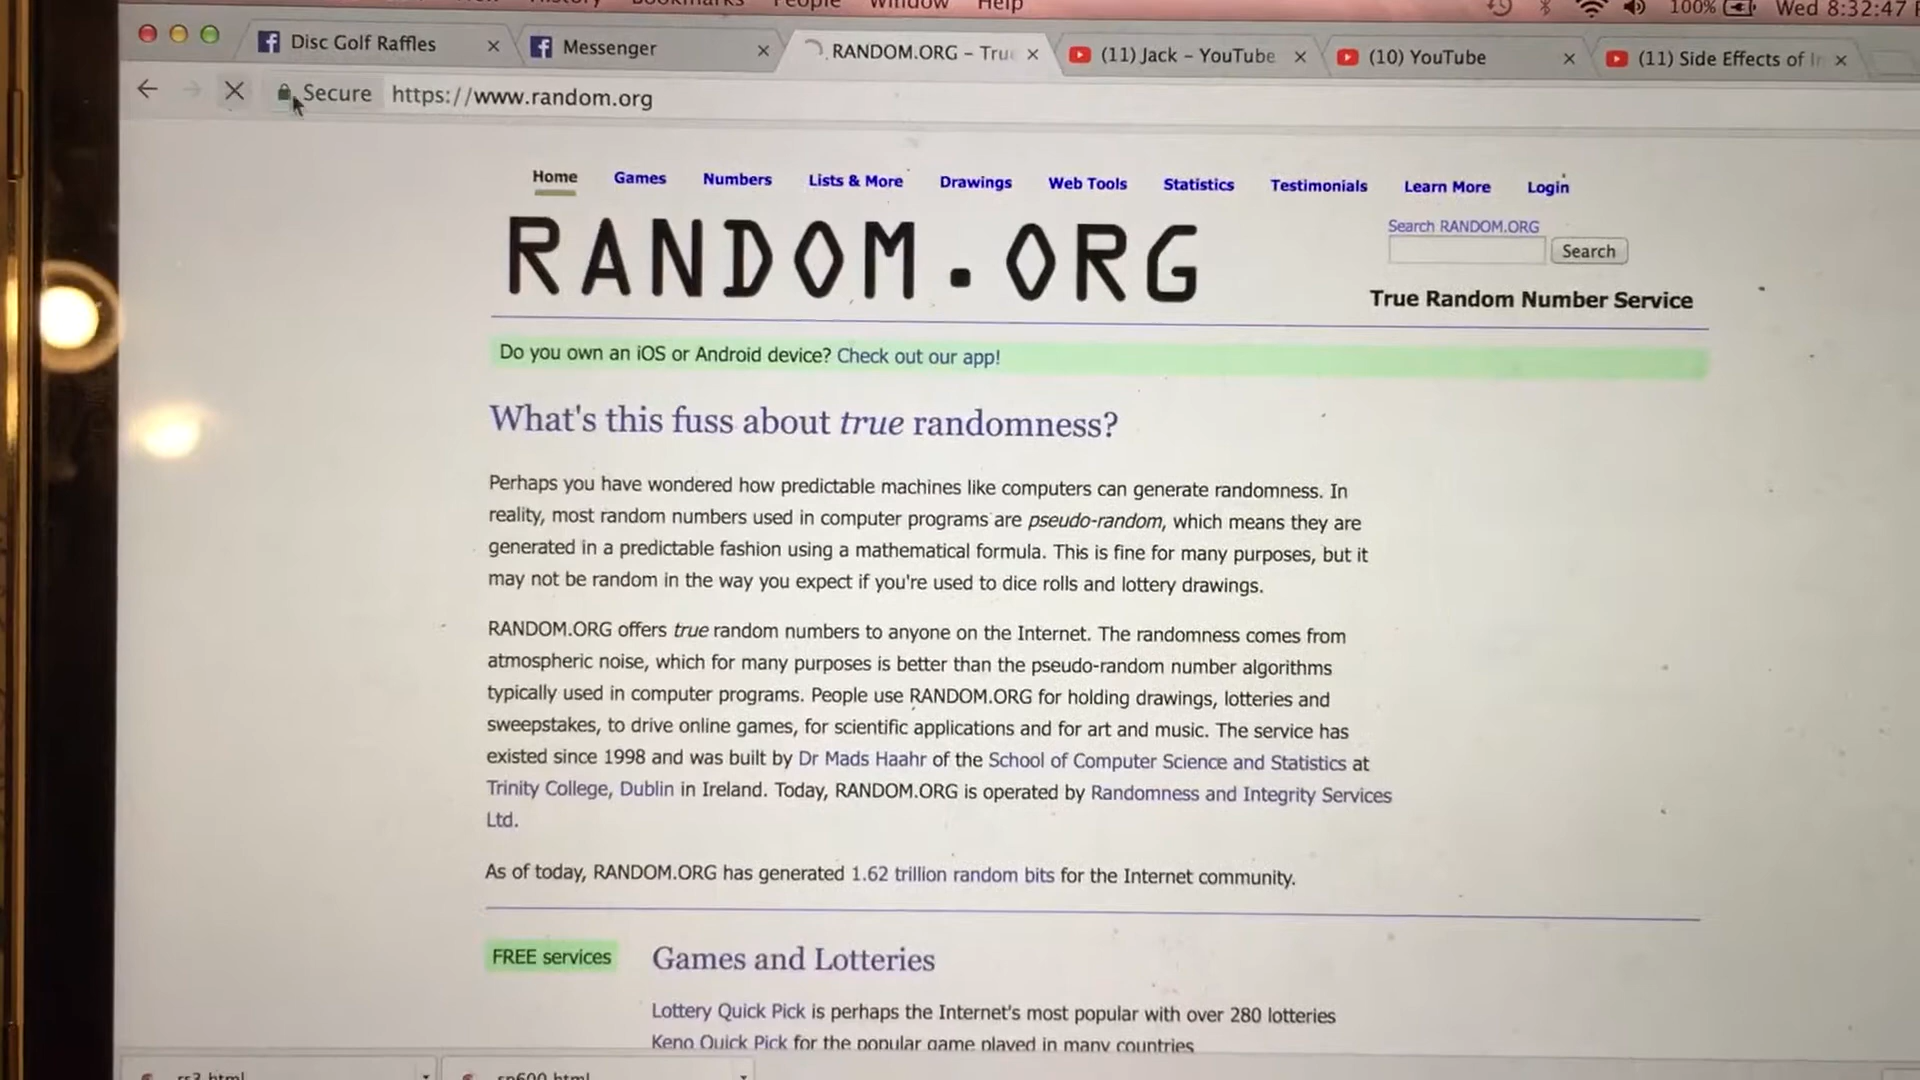 History Bookmarks People Window Help 100% Wed 8:32:47
Disc Golf Raffles Messenger RANDOM.ORG – Tru (11) Jack – YouTube (10) YouTube (11) Side Effects of
Secure https://www.random.org
Home Games Numbers Lists & More Drawings Web Tools Statistics Testimonials Learn More Login
RANDOM.ORG
Search RANDOM.ORG
Search
True Random Number Service
Do you own an iOS or Android device? Check out our app!
What's this fuss about true randomness?
Perhaps you have wondered how predictable machines like computers can generate randomness. In
reality, most random numbers used in computer programs are pseudo-random, which means they are
generated in a predictable fashion using a mathematical formula. This is fine for many purposes, but it
may not be random in the way you expect if you're used to dice rolls and lottery drawings.
RANDOM.ORG offers true random numbers to anyone on the Internet. The randomness comes from
atmospheric noise, which for many purposes is better than the pseudo-random number algorithms
typically used in computer programs. People use RANDOM.ORG for holding drawings, lotteries and
sweepstakes, to drive online games, for scientific applications and for art and music. The service has
existed since 1998 and was built by Dr Mads Haahr of the School of Computer Science and Statistics at
Trinity College, Dublin in Ireland. Today, RANDOM.ORG is operated by Randomness and Integrity Services
Ltd.
As of today, RANDOM.ORG has generated 1.62 trillion random bits for the Internet community.
FREE services
Games and Lotteries
Lottery Quick Pick is perhaps the Internet's most popular with over 280 lotteries
Keno Quick Pick for the popular game played in many countries